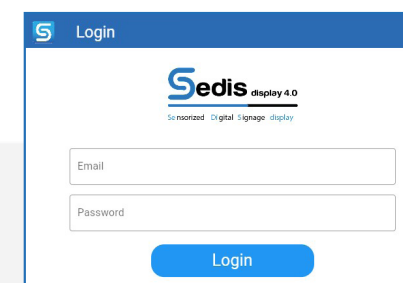 Login
Sedis display 4.0
Sensorized Digital Signage display
Email
Password
Login